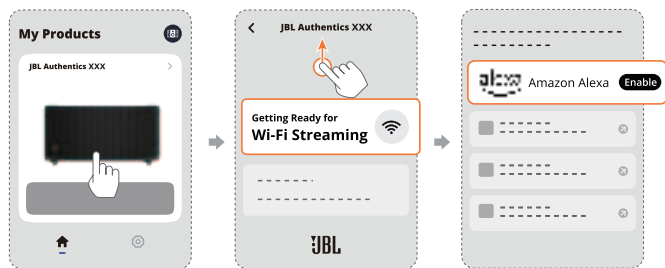 My Products
JBL Authentics XXX
JBL Authentics XXX
Getting Ready for
Wi-Fi Streaming
JBL
alexa
Amazon Alexa
Enable